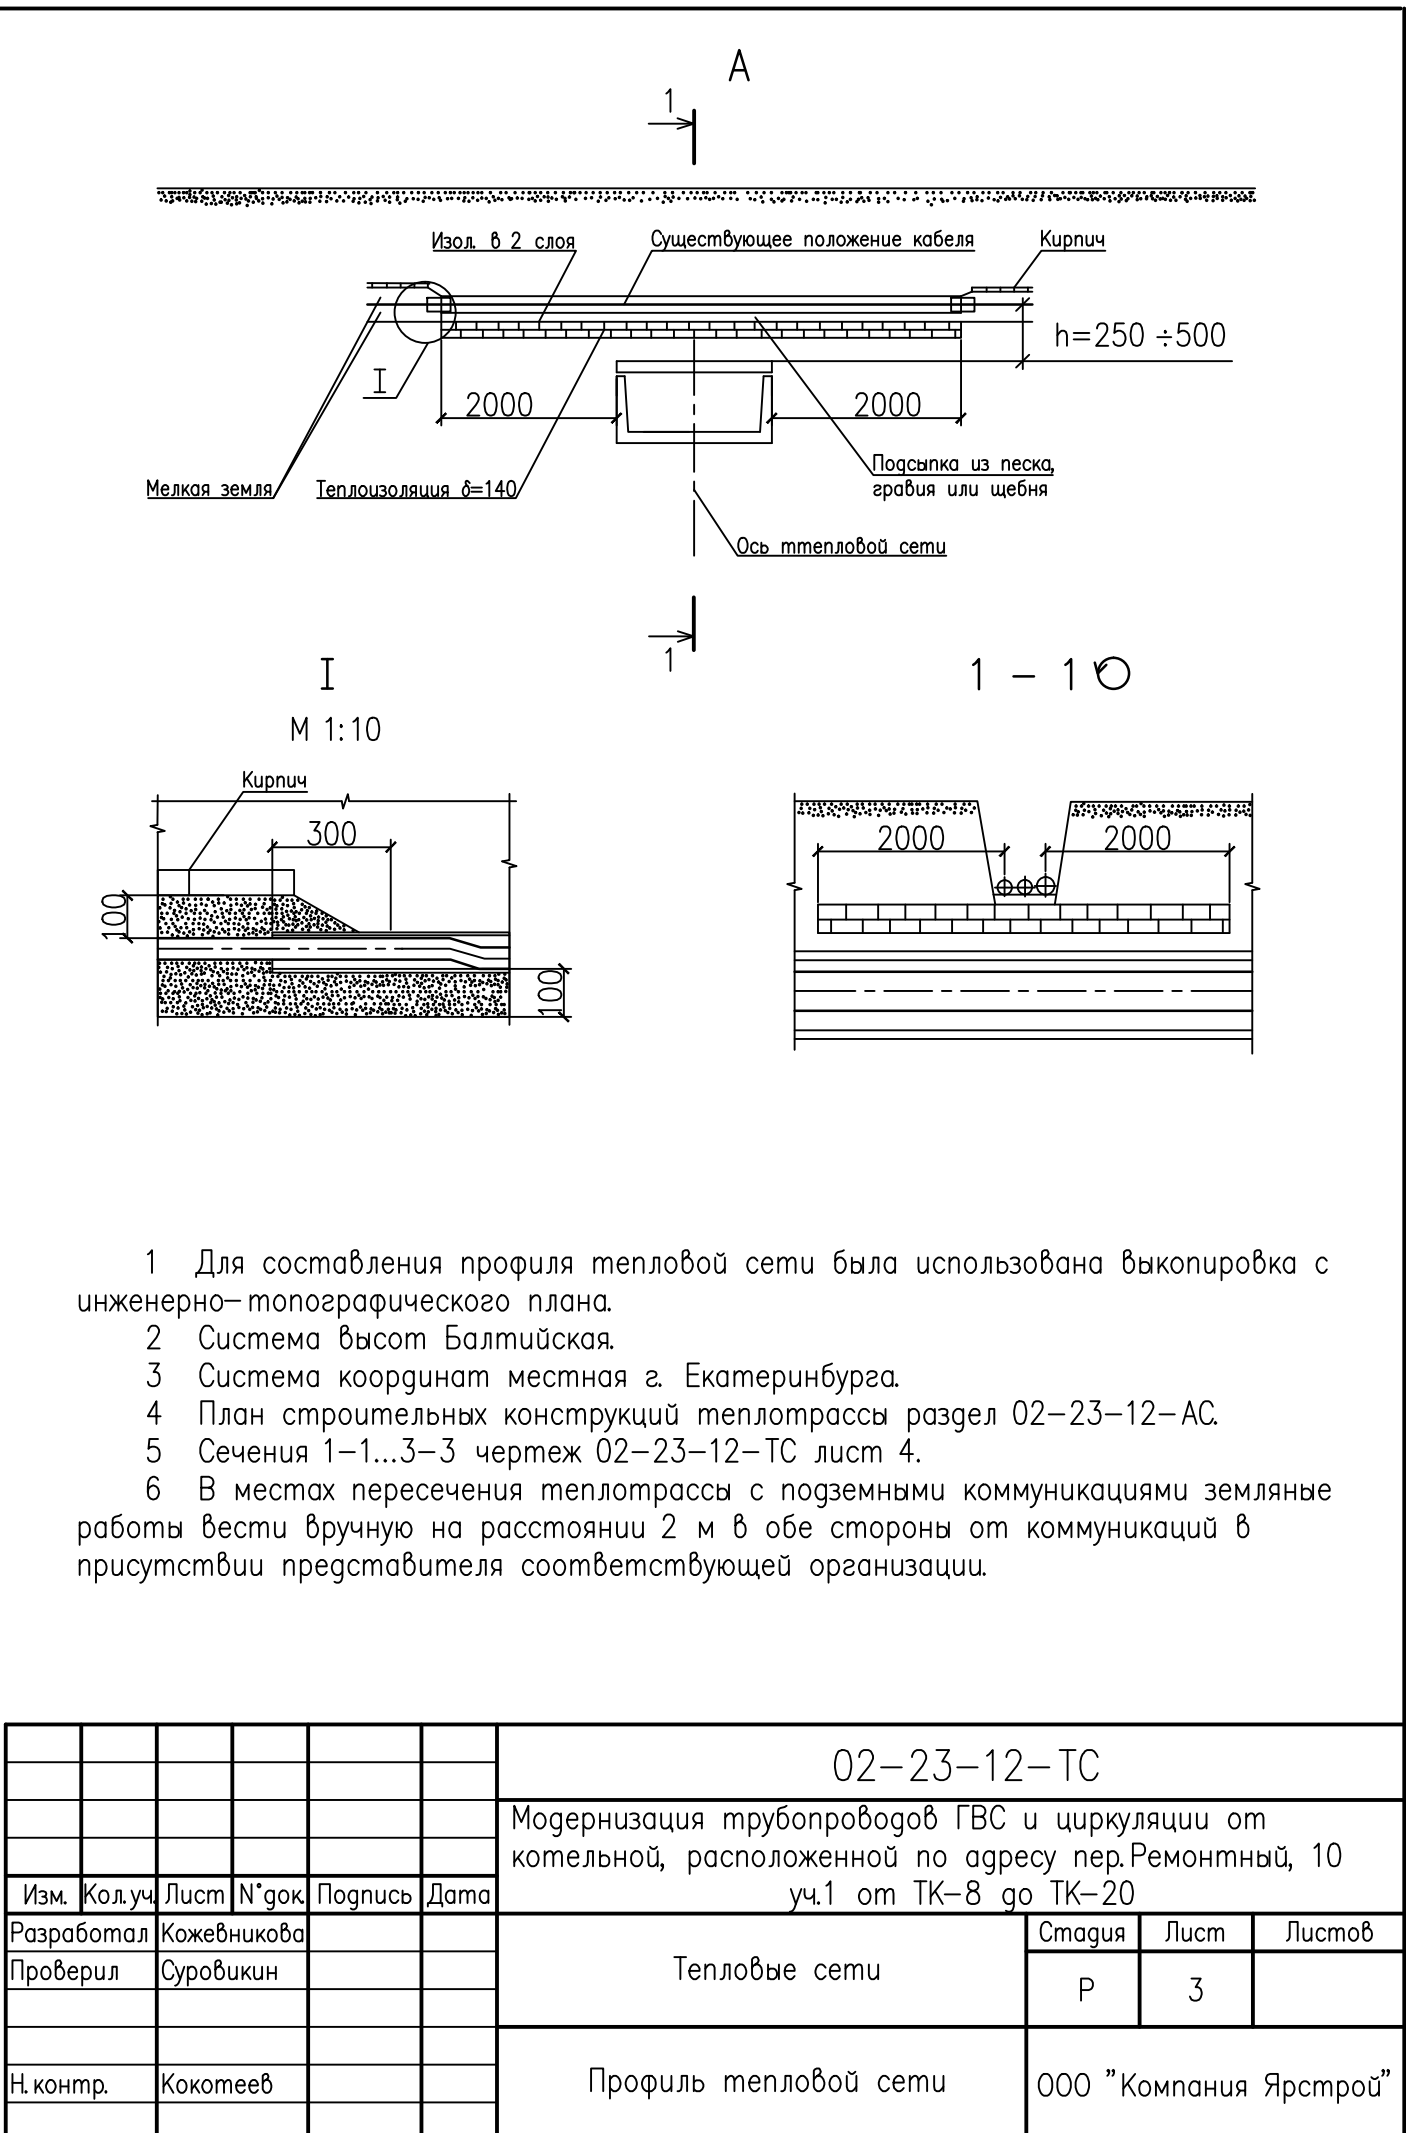 А
1
Изол. в 2 слоя
Существующее положение кабеля
Кирпич
h=250 ÷500
I
2000
2000
Мелкая земля
Теплоизоляция δ=140
Подсыпка из песка,
гравия или щебня
Ось ттепловой сети
1
I
1 - 1
М 1:10
Кирпич
300
100
100
2000
2000
1 Для составления профиля тепловой сети была использована выкопировка с
инженерно-топографического плана.
2 Система высот Балтийская.
3 Система координат местная г. Екатеринбурга.
4 План строительных конструкций теплотрассы раздел 02-23-12-АС.
5 Сечения 1-1...3-3 чертеж 02-23-12-ТС лист 4.
6 В местах пересечения теплотрассы с подземными коммуникациями земляные
работы вести вручную на расстоянии 2 м в обе стороны от коммуникаций в
присутствии представителя соответствующей организации.
02-23-12-ТС
Модернизация трубопроводов ГВС и циркуляции от
котельной, расположенной по адресу пер.Ремонтный, 10
уч.1 от ТК-8 до ТК-20
Изм. Кол.уч. Лист N°док. Подпись Дата
Разработал Кожевникова
Проверил Суровикин
Н.контр. Кокотеев
Тепловые сети
Стадия Лист Листов
Р 3
Профиль тепловой сети
ООО "Компания Ярстрой"